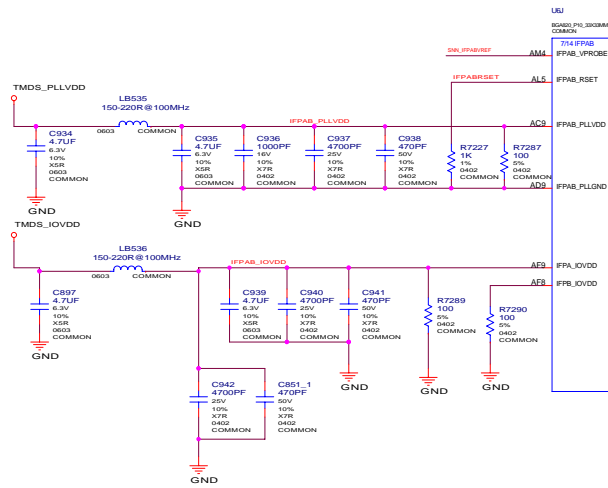 U6J
BGA820_P10_33X33MM
COMMON
7/14 IFPAB
SNN_IFPABVREF
AM4
IFPAB_VPROBE
IFPABRSET
AL5
IFPAB_RSET
TMDS_PLLVDD
LB535
150-220R@100MHz
0603
COMMON
IFPAB_PLLVDD
AC9
IFPAB_PLLVDD
C934
4.7UF
6.3V
10%
X5R
0603
COMMON
GND
C935
4.7UF
6.3V
10%
X5R
0603
COMMON
GND
C936
1000PF
16V
10%
X7R
0402
COMMON
C937
4700PF
25V
10%
X7R
0402
COMMON
C938
470PF
50V
10%
X7R
0402
COMMON
R7227
1K
1%
0402
COMMON
R7287
100
5%
0402
COMMON
AD9
IFPAB_PLLGND
TMDS_IOVDD
LB536
150-220R@100MHz
0603
COMMON
IFPAB_IOVDD
AF9
IFPA_IOVDD
AF8
IFPB_IOVDD
C897
4.7UF
6.3V
10%
X5R
0603
COMMON
GND
C939
4.7UF
6.3V
10%
X5R
0603
COMMON
C940
4700PF
25V
10%
X7R
0402
COMMON
C941
470PF
50V
10%
X7R
0402
COMMON
GND
R7289
100
5%
0402
COMMON
GND
R7290
100
5%
0402
COMMON
GND
C942
4700PF
25V
10%
X7R
0402
COMMON
C851_1
470PF
50V
10%
X7R
0402
COMMON
GND